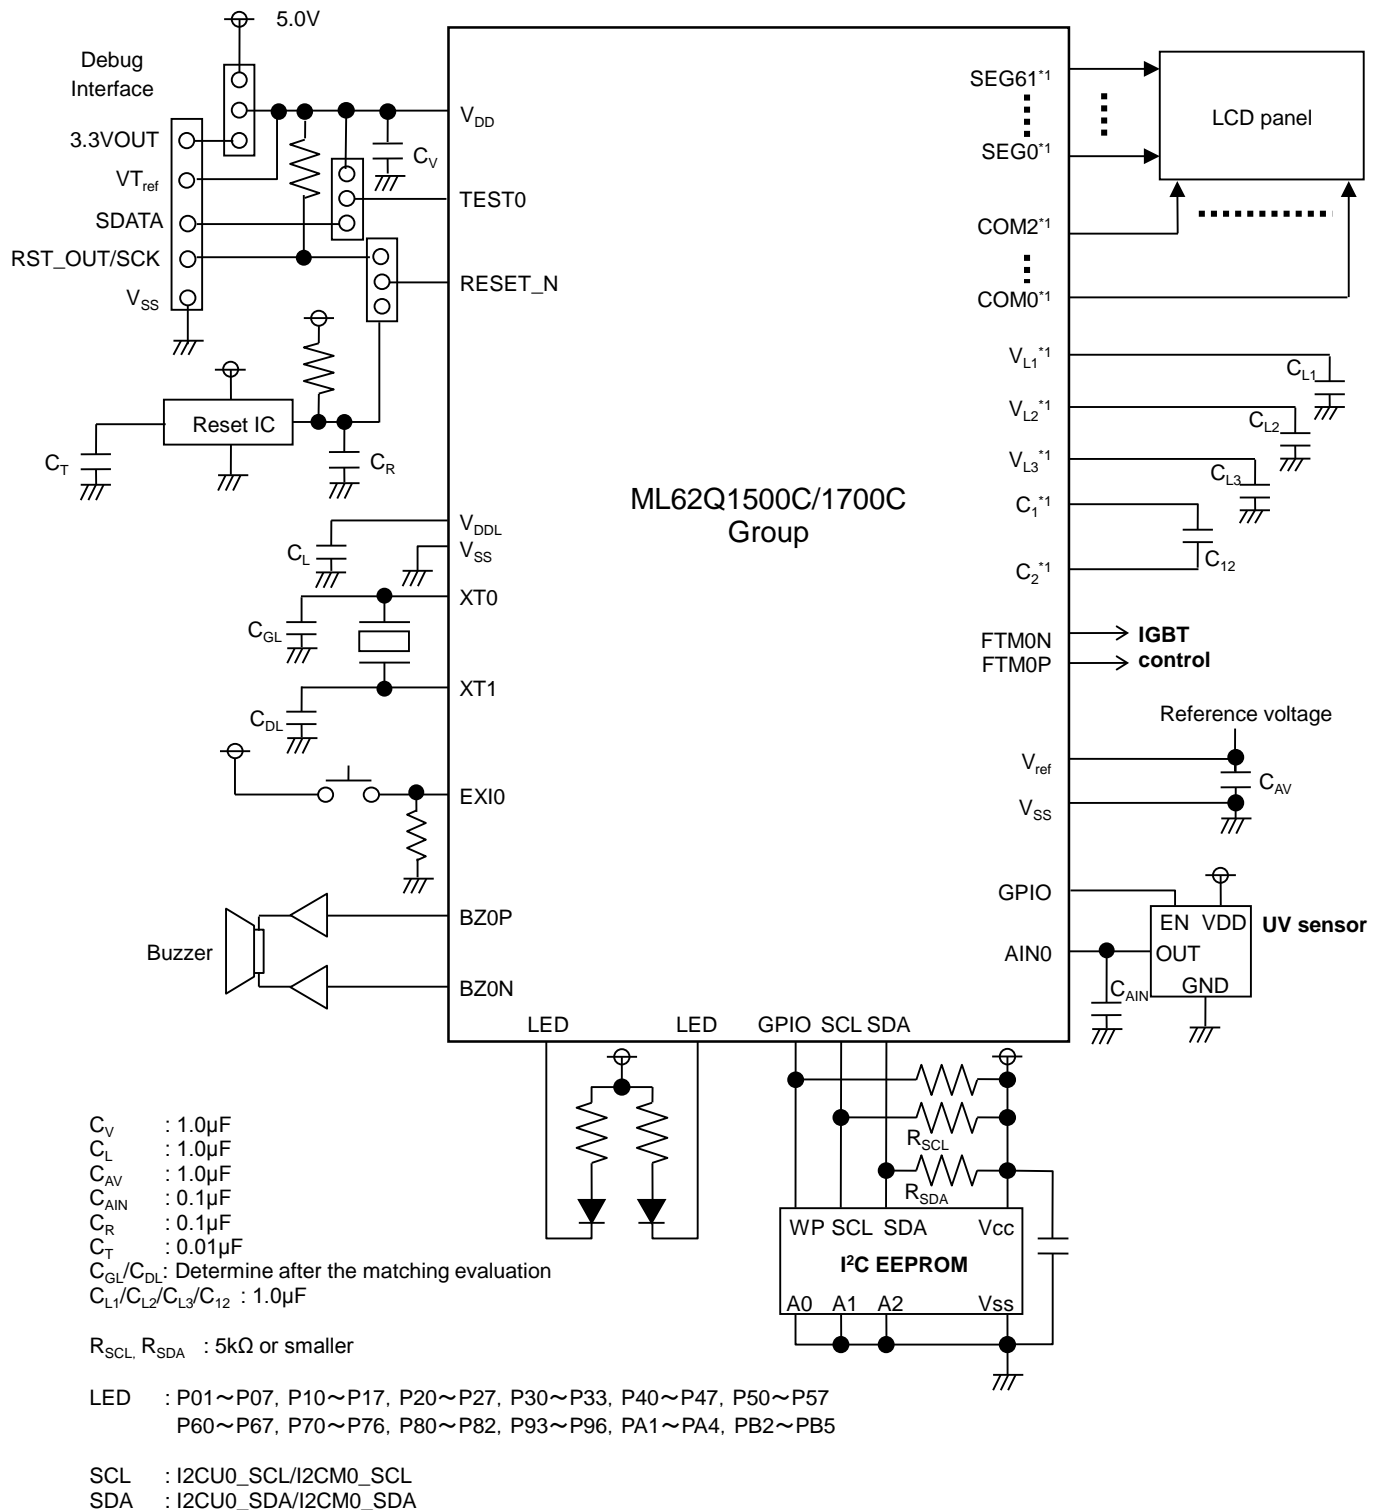 5.0V
Debug
Interface
3.3VOUT
VTref
SDATA
RST_OUT/SCK
VSS
VDD
CV
TEST0
RESET_N
Reset IC
CT
CR
VDDL
CL
VSS
XT0
CGL
XT1
CDL
EXI0
BZ0P
Buzzer
BZ0N
ML62Q1500C/1700C
Group
SEG61*1
SEG0*1
LCD panel
COM2*1
COM0*1
VL1*1
CL1
VL2*1
CL2
VL3*1
CL3
C1*1
C12
C2*1
FTM0N
FTM0P
IGBT
control
Reference voltage
Vref
CAV
VSS
GPIO
AIN0
EN VDD
OUT
GND
UV sensor
CAIN
LED LED GPIO SCL SDA
RSCL
RSDA
WP SCL SDA Vcc
I²C EEPROM
A0 A1 A2 Vss
CV : 1.0µF
CL : 1.0µF
CAV : 1.0µF
CAIN : 0.1µF
CR : 0.1µF
CT : 0.01µF
CGL/CDL: Determine after the matching evaluation
CL1/CL2/CL3/C12 : 1.0µF
RSCL, RSDA : 5kΩ or smaller
LED : P01～P07, P10～P17, P20～P27, P30～P33, P40～P47, P50～P57
P60～P67, P70～P76, P80～P82, P93～P96, PA1～PA4, PB2～PB5
SCL : I2CU0_SCL/I2CM0_SCL
SDA : I2CU0_SDA/I2CM0_SDA